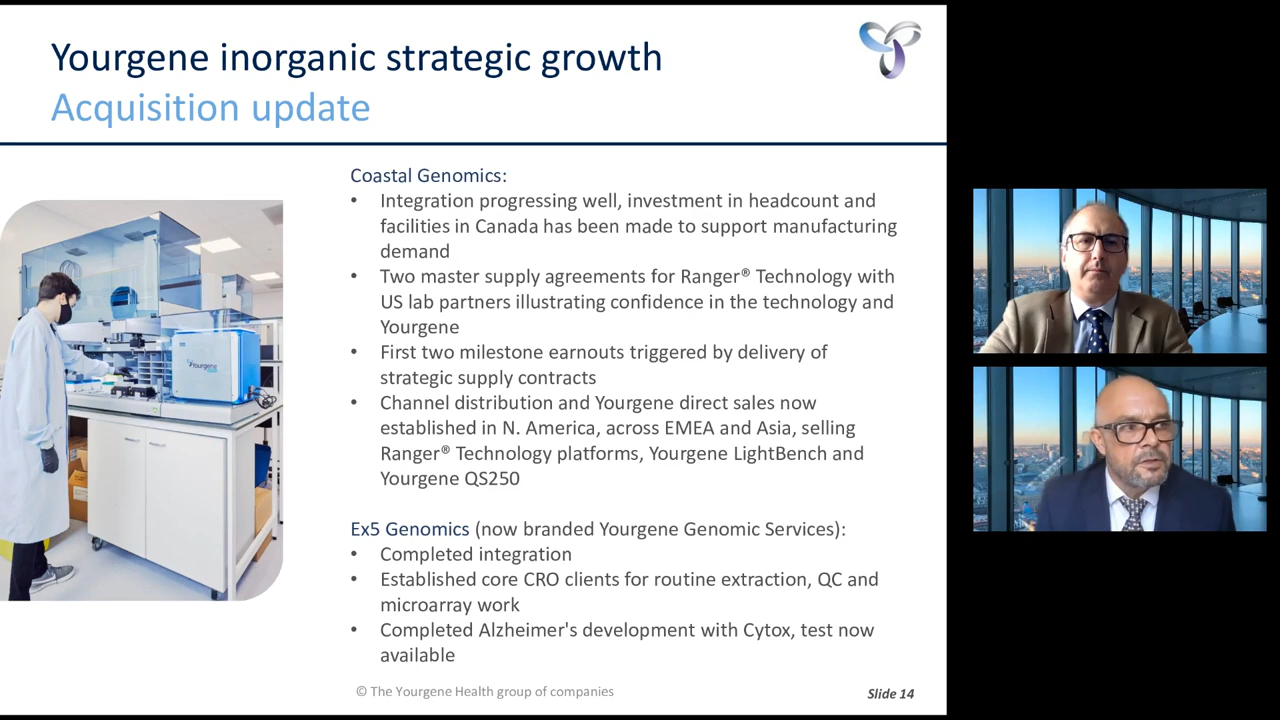 Yourgene inorganic strategic growth
Acquisition update
Coastal Genomics:
• Integration progressing well, investment in headcount and
facilities in Canada has been made to support manufacturing
demand
• Two master supply agreements for Ranger® Technology with
US lab partners illustrating confidence in the technology and
Yourgene
• First two milestone earnouts triggered by delivery of
strategic supply contracts
• Channel distribution and Yourgene direct sales now
established in N. America, across EMEA and Asia, selling
Ranger® Technology platforms, Yourgene LightBench and
Yourgene QS250
Ex5 Genomics (now branded Yourgene Genomic Services):
• Completed integration
• Established core CRO clients for routine extraction, QC and
microarray work
• Completed Alzheimer's development with Cytox, test now
available
Yourgene
© The Yourgene Health group of companies
Slide 14